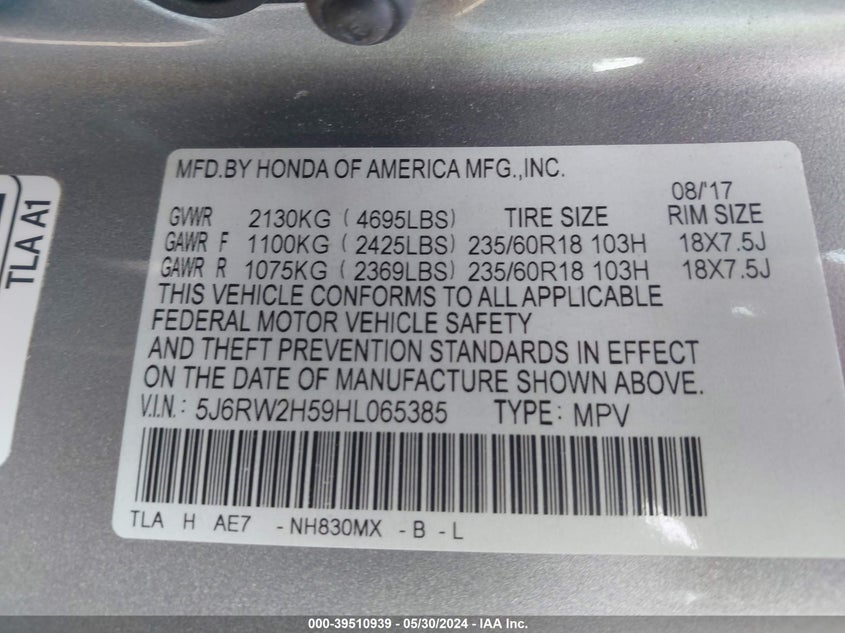 MFD.BY HONDA OF AMERICA MFG.,INC.
08/'17
GVWR 2130KG ( 4695LBS) TIRE SIZE RIM SIZE
GAWR F 1100KG ( 2425LBS) 235/60R18 103H 18X7.5J
GAWR R 1075KG ( 2369LBS) 235/60R18 103H 18X7.5J
THIS VEHICLE CONFORMS TO ALL APPLICABLE
FEDERAL MOTOR VEHICLE SAFETY
AND THEFT PREVENTION STANDARDS IN EFFECT
ON THE DATE OF MANUFACTURE SHOWN ABOVE.
V.I.N.: 5J6RW2H59HL065385 TYPE: MPV
TLA H AE7 -NH830MX -B -L
TLA A1
000-39510939 - 05/30/2024 - IAA Inc.